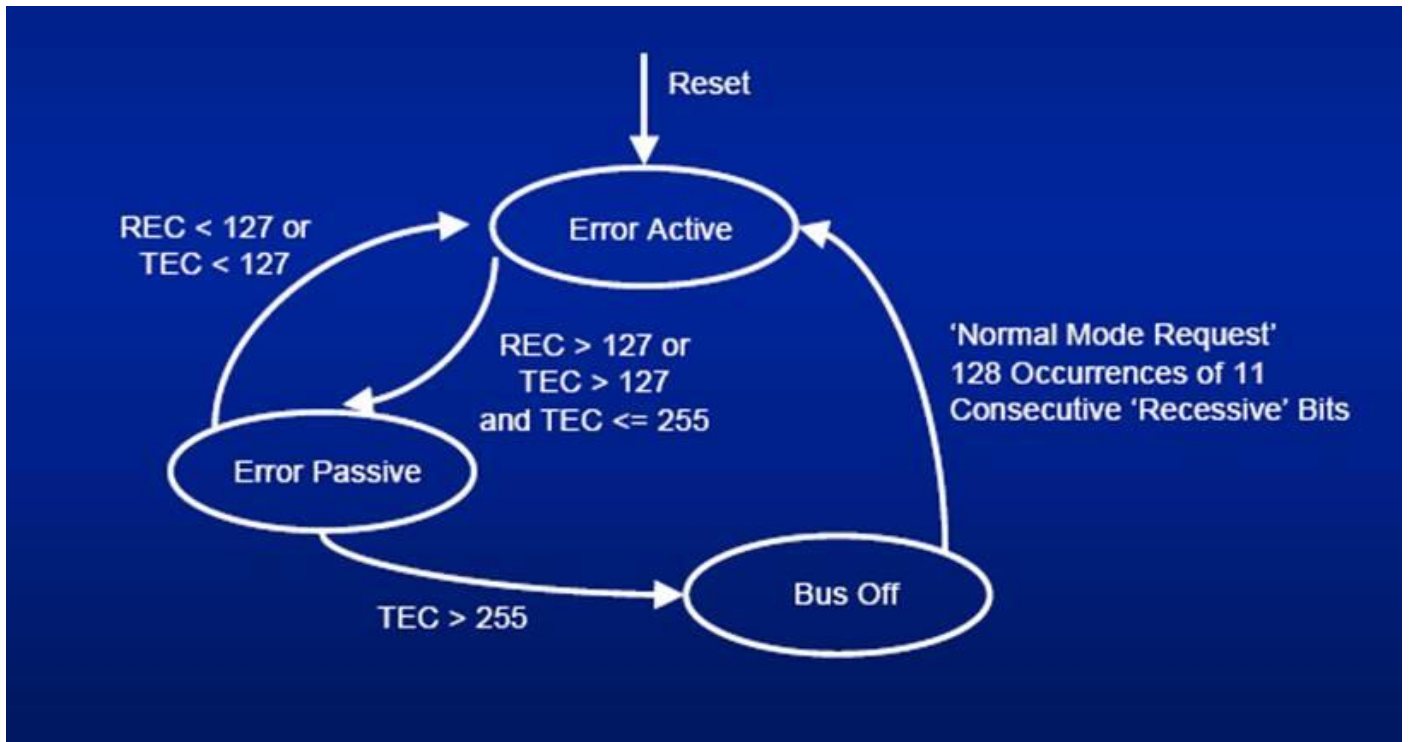 Reset
Error Active
REC < 127 or
TEC < 127
REC > 127 or
TEC > 127
and TEC <= 255
‘Normal Mode Request’
128 Occurrences of 11
Consecutive ‘Recessive’ Bits
Error Passive
Bus Off
TEC > 255